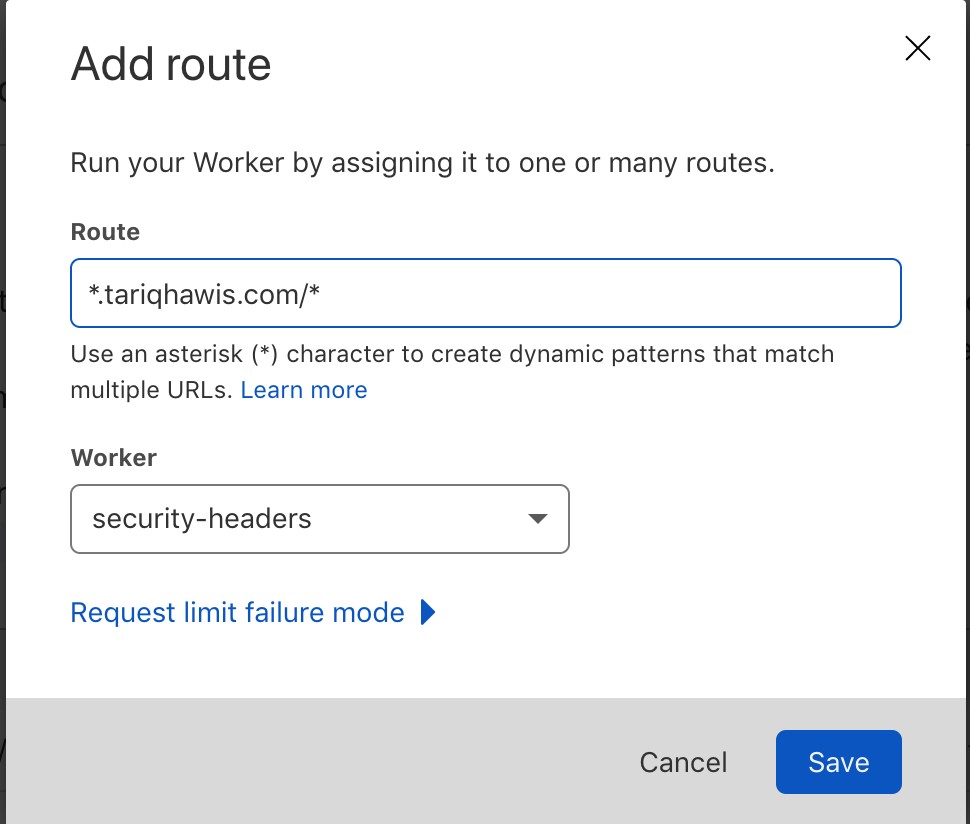 Add route
Run your Worker by assigning it to one or many routes.
Route
*.tariqhawis.com/*
Use an asterisk (*) character to create dynamic patterns that match
multiple URLs. Learn more
Worker
security-headers
Request limit failure mode
Cancel
Save